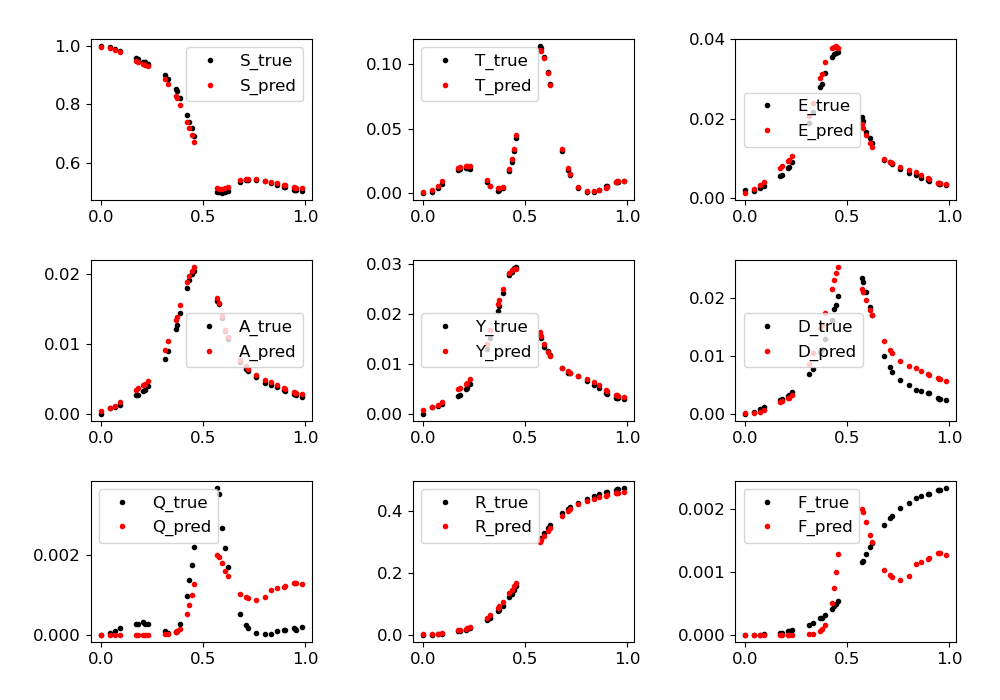 1.0
0.8
0.6
0.0 0.5 1.0
S_true
S_pred
0.10
0.05
0.00
0.0 0.5 1.0
T_true
T_pred
0.04
0.02
0.00
0.0 0.5 1.0
E_true
E_pred
0.02
0.01
0.00
0.0 0.5 1.0
A_true
A_pred
0.03
0.02
0.01
0.00
0.0 0.5 1.0
Y_true
Y_pred
0.02
0.01
0.00
0.0 0.5 1.0
D_true
D_pred
0.002
0.000
0.0 0.5 1.0
Q_true
Q_pred
0.4
0.2
0.0
0.0 0.5 1.0
R_true
R_pred
0.002
0.001
0.000
0.0 0.5 1.0
F_true
F_pred